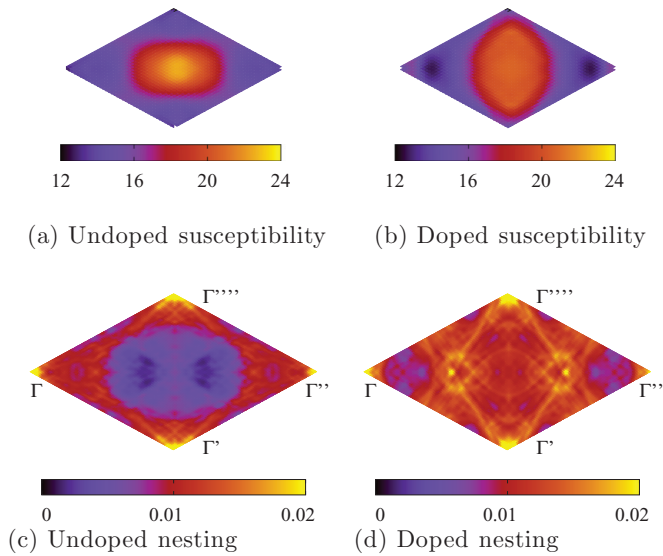 12 16 20 24
12 16 20 24
(a) Undoped susceptibility
(b) Doped susceptibility
Γ''''
Γ
Γ''
Γ'
Γ''''
Γ
Γ''
Γ'
0 0.01 0.02
0 0.01 0.02
(c) Undoped nesting
(d) Doped nesting